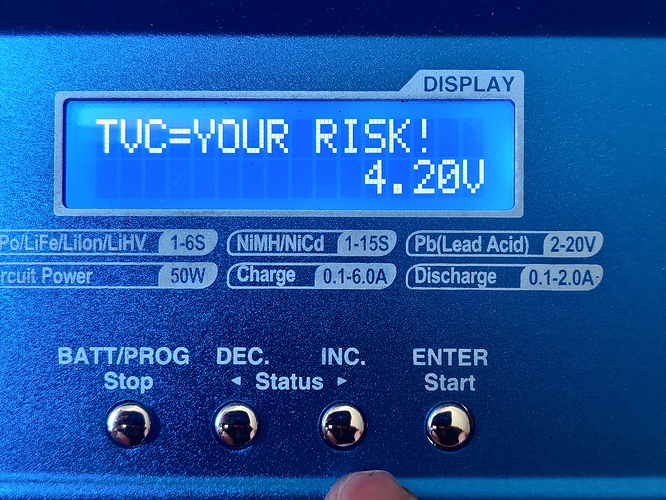 DISPLAY
TVC=YOUR RISK!
4.20V
Po/LiFe/LiIon/LiHV 1-6S NiMH/NiCd 1-15S Pb(Lead Acid) 2-20V
rcuit Power 50W Charge 0.1-6.0A Discharge 0.1-2.0A
BATT/PROG DEC. INC. ENTER
Stop ◄ Status ► Start